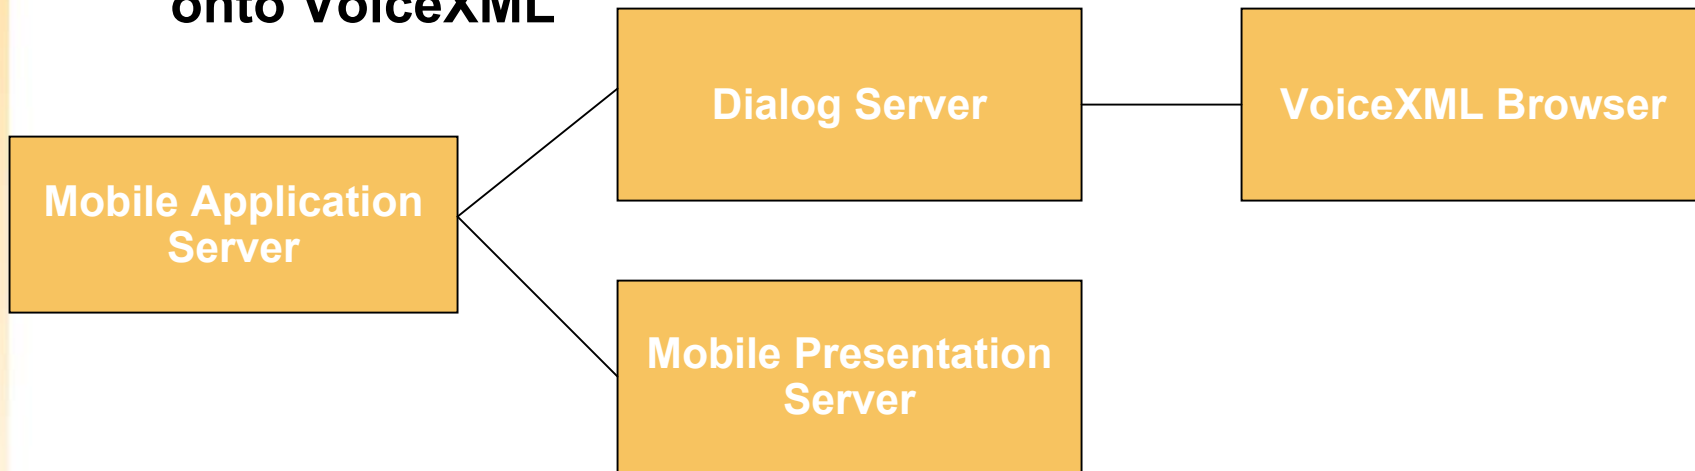 onto VoiceXML
Dialog Server
VoiceXML Browser
Mobile Application
Server
Mobile Presentation
Server